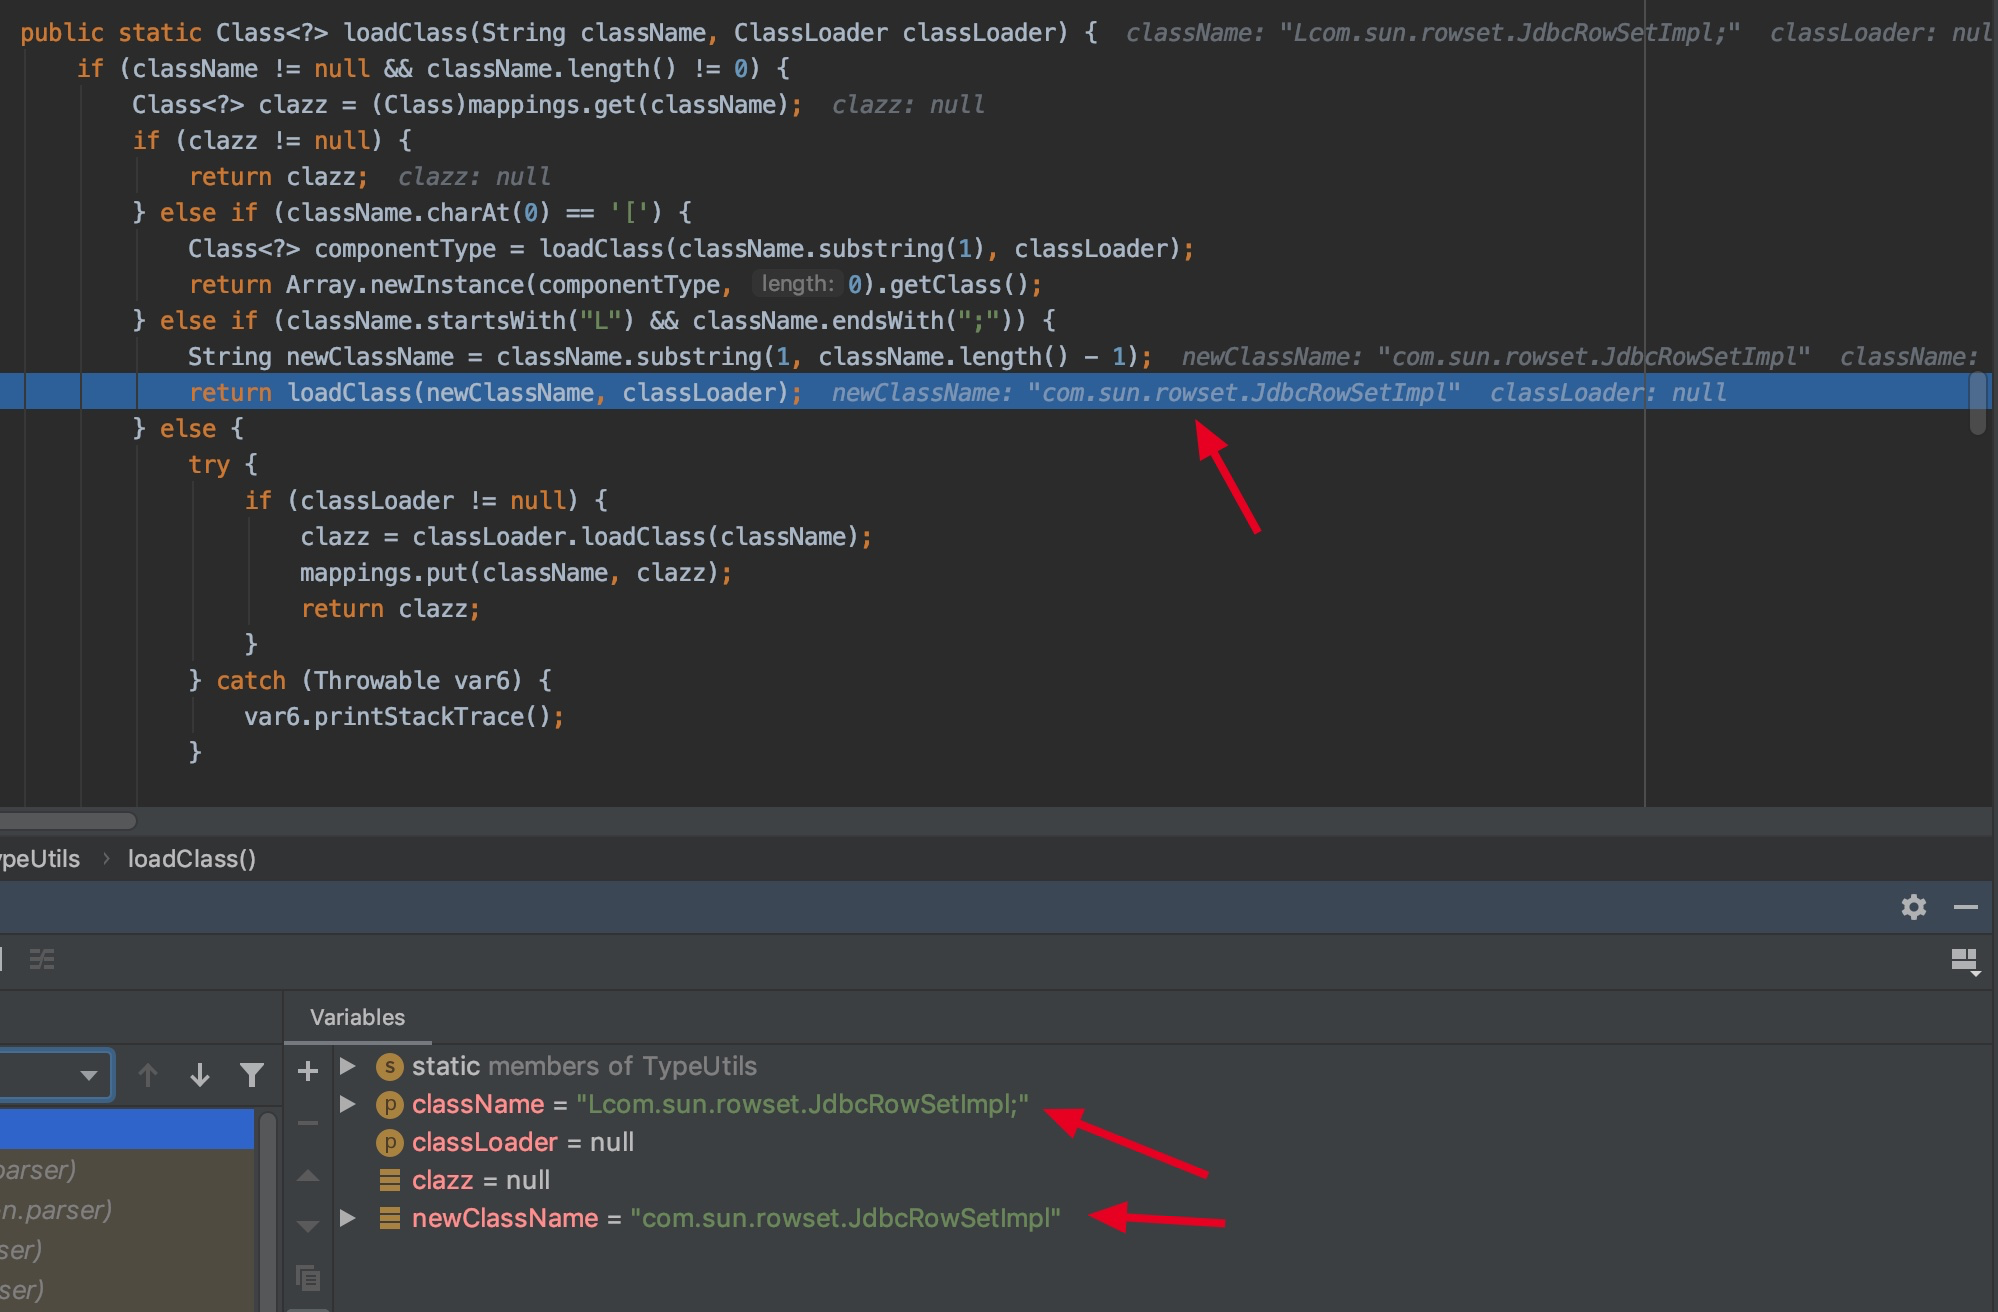 public static Class<?> loadClass(String className, ClassLoader classLoader) { className: "Lcom.sun.rowset.JdbcRowSetImpl;" classLoader: nul
if (className != null && className.length() != 0) {
Class<?> clazz = (Class)mappings.get(className); clazz: null
if (clazz != null) {
return clazz; clazz: null
} else if (className.charAt(0) == '[') {
Class<?> componentType = loadClass(className.substring(1), classLoader);
return Array.newInstance(componentType, length: 0).getClass();
} else if (className.startsWith("L") && className.endsWith(";")) {
String newClassName = className.substring(1, className.length() - 1); newClassName: "com.sun.rowset.JdbcRowSetImpl" className:
return loadClass(newClassName, classLoader); newClassName: "com.sun.rowset.JdbcRowSetImpl" classLoader: null
} else {
try {
if (classLoader != null) {
clazz = classLoader.loadClass(className);
mappings.put(className, clazz);
return clazz;
}
} catch (Throwable var6) {
var6.printStackTrace();
}
ypeUtils › loadClass()
Variables
static members of TypeUtils
className = "Lcom.sun.rowset.JdbcRowSetImpl;"
classLoader = null
clazz = null
newClassName = "com.sun.rowset.JdbcRowSetImpl"
parser)
n.parser)
ser)
ser)